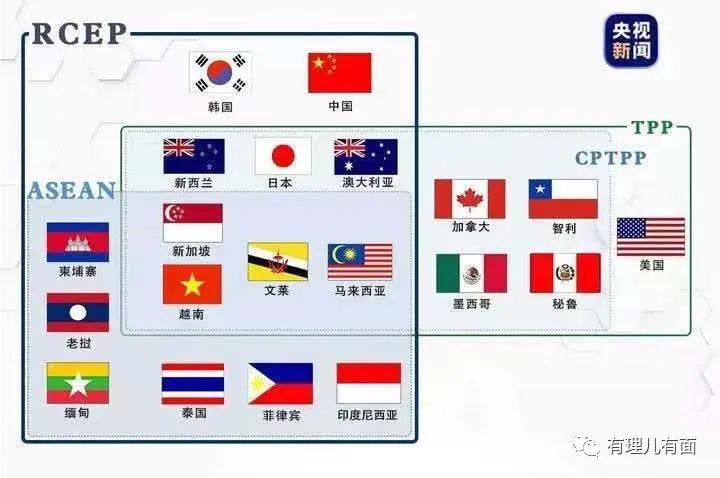 RCEP
央视
新闻
韩国
中国
TPP
CPTPP
新西兰
日本
澳大利亚
ASEAN
柬埔寨
新加坡
文莱
马来西亚
加拿大
智利
美国
老挝
越南
墨西哥
秘鲁
缅甸
泰国
菲律宾
印度尼西亚
有理儿有面